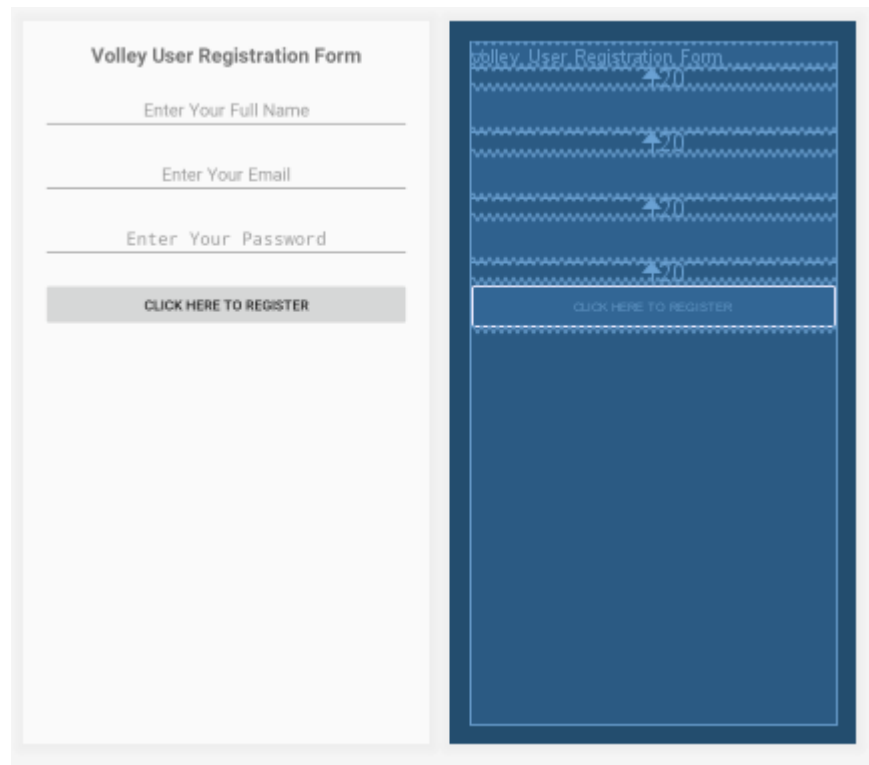 Volley User Registration Form
Enter Your Full Name
Enter Your Email
Enter Your Password
CLICK HERE TO REGISTER
Volley User Registration Form
20
20
20
20
CLICK HERE TO REGISTER